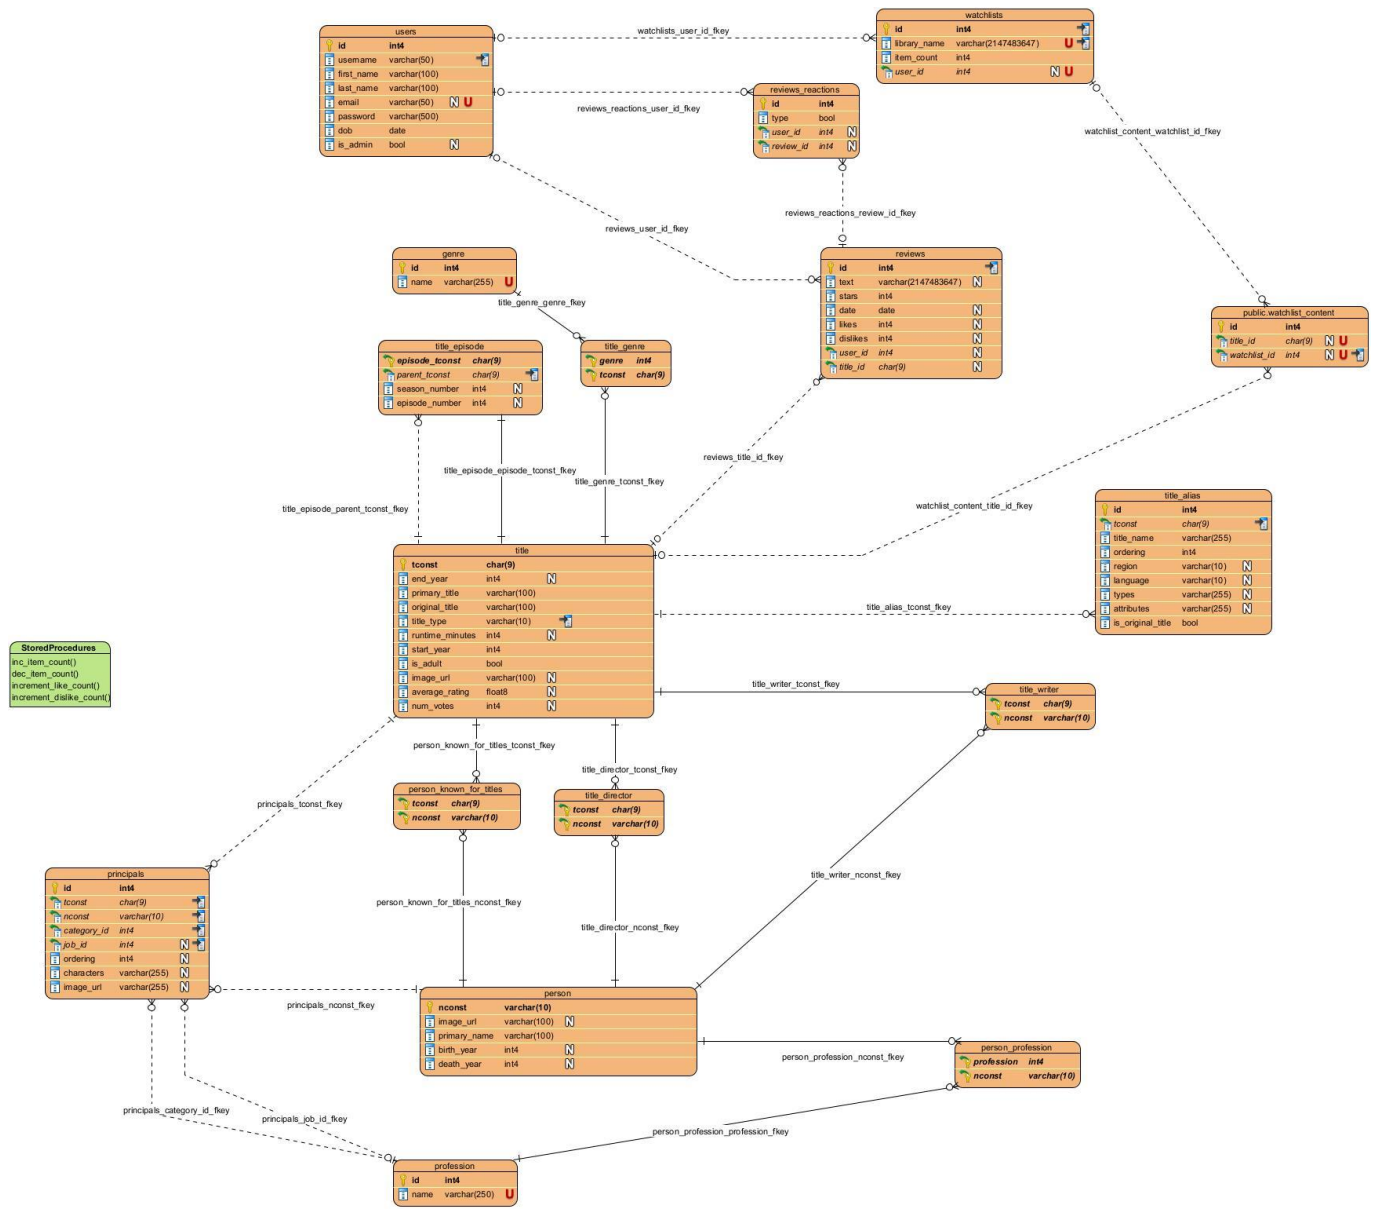 users
id int4
username varchar(50)
first_name varchar(100)
last_name varchar(100)
email varchar(50) N U
password varchar(500)
dob date
is_admin bool N
watchlists_user_id_fkey
watchlists
id int4
library_name varchar(2147483647) U
item_count int4
user_id int4 N U
reviews_reactions_user_id_fkey
reviews_reactions
id int4
type bool
user_id int4 N
review_id int4 N
watchlist_content_watchlist_id_fkey
reviews_reactions_review_id_fkey
reviews_user_id_fkey
genre
id int4
name varchar(255) U
title_genre_genre_fkey
reviews
id int4
text varchar(2147483647) N
stars int4
date date N
likes int4 N
dislikes int4 N
user_id int4 N
title_id char(9) N
public.watchlist_content
id int4
title_id char(9) N U
watchlist_id int4 N U
title_episode
episode_tconst char(9)
parent_tconst char(9)
season_number int4 N
episode_number int4 N
title_genre
genre int4
tconst char(9)
reviews_title_id_fkey
title_episode_episode_tconst_fkey
title_genre_tconst_fkey
title_episode_parent_tconst_fkey
watchlist_content_title_id_fkey
title_alias
id int4
tconst char(9)
title_name varchar(255)
ordering int4
region varchar(10) N
language varchar(10) N
types varchar(255) N
attributes varchar(255) N
is_original_title bool
title
tconst char(9)
end_year int4 N
primary_title varchar(100)
original_title varchar(100)
title_type varchar(10)
runtime_minutes int4 N
start_year int4
is_adult bool
image_url varchar(100) N
average_rating float8 N
num_votes int4 N
title_alias_tconst_fkey
StoredProcedures
inc_item_count()
dec_item_count()
increment_like_count()
increment_dislike_count()
title_writer_tconst_fkey
title_writer
tconst char(9)
nconst varchar(10)
person_known_for_titles_tconst_fkey
title_director_tconst_fkey
person_known_for_titles
tconst char(9)
nconst varchar(10)
title_director
tconst char(9)
nconst varchar(10)
principals_tconst_fkey
principals
id int4
tconst char(9)
nconst varchar(10)
category_id int4
job_id int4 N
ordering int4 N
characters varchar(255) N
image_url varchar(255) N
title_writer_nconst_fkey
person_known_for_titles_nconst_fkey
title_director_nconst_fkey
principals_nconst_fkey
person
nconst varchar(10)
image_url varchar(100) N
primary_name varchar(100)
birth_year int4 N
death_year int4 N
person_profession_nconst_fkey
person_profession
profession int4
nconst varchar(10)
principals_category_id_fkey
principals_job_id_fkey
person_profession_profession_fkey
profession
id int4
name varchar(250) U